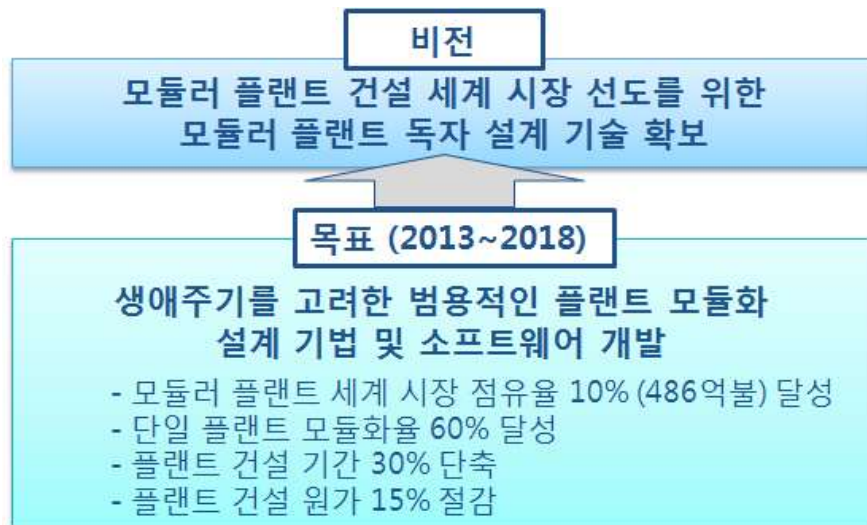 비전
모듈러 플랜트 건설 세계 시장 선도를 위한
모듈러 플랜트 독자 설계 기술 확보
목표 (2013~2018)
생애주기를 고려한 범용적인 플랜트 모듈화
설계 기법 및 소프트웨어 개발
- 모듈러 플랜트 세계 시장 점유율 10% (486억불) 달성
- 단일 플랜트 모듈화율 60% 달성
- 플랜트 건설 기간 30% 단축
- 플랜트 건설 원가 15% 절감